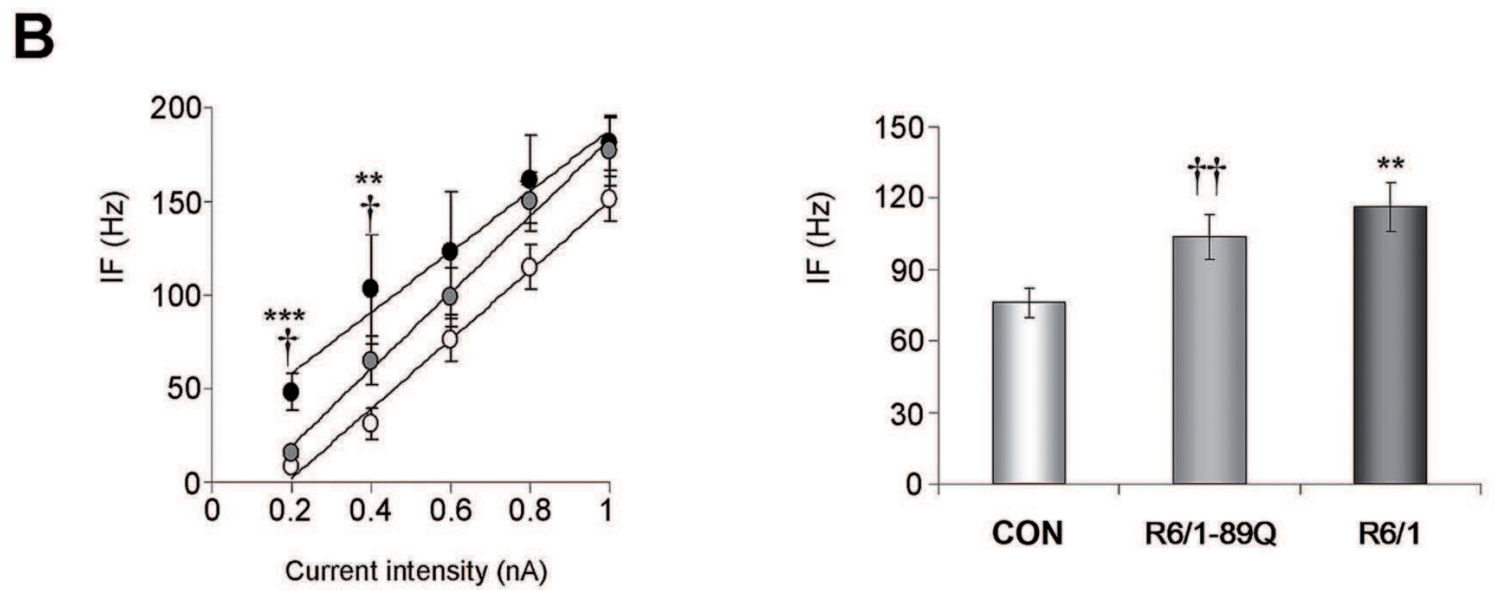 B
200
150
100
50
0
IF (Hz)
***
†
**
†
0 0.2 0.4 0.6 0.8 1
Current intensity (nA)
150
120
90
60
30
0
IF (Hz)
††
**
CON R6/1-89Q R6/1